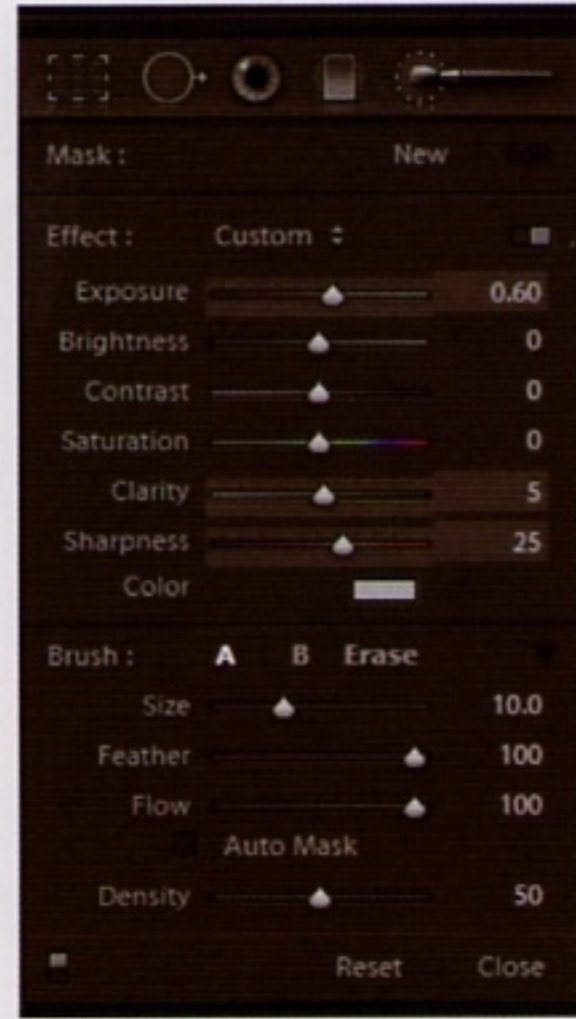 Mask : New
Effect : Custom
Exposure 0.60
Brightness 0
Contrast 0
Saturation 0
Clarity 5
Sharpness 25
Color
Brush : A B Erase
Size 10.0
Feather 100
Flow 100
Auto Mask
Density 50
Reset Close